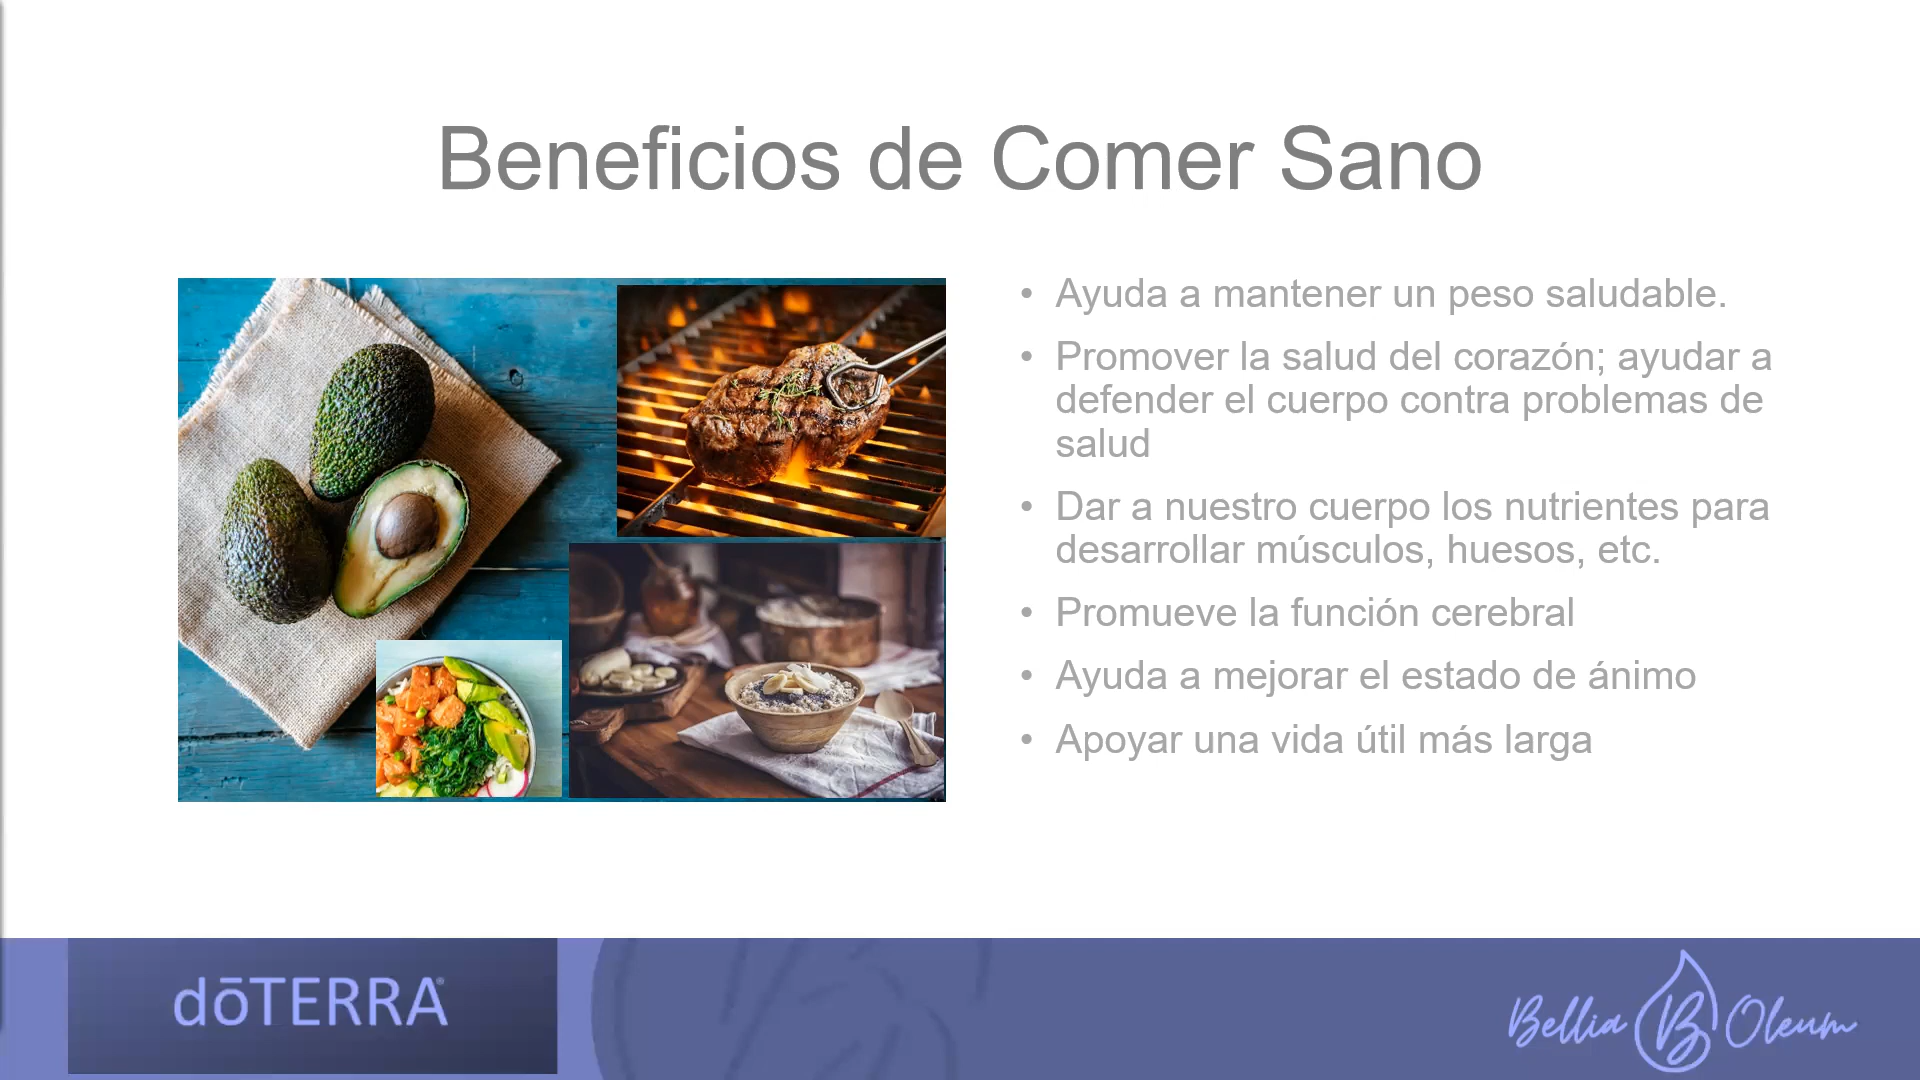 Beneficios de Comer Sano
• Ayuda a mantener un peso saludable.
• Promover la salud del corazón; ayudar a
defender el cuerpo contra problemas de
salud
• Dar a nuestro cuerpo los nutrientes para
desarrollar músculos, huesos, etc.
• Promueve la función cerebral
• Ayuda a mejorar el estado de ánimo
• Apoyar una vida útil más larga
dōTERRA®
Bellia B Oleum